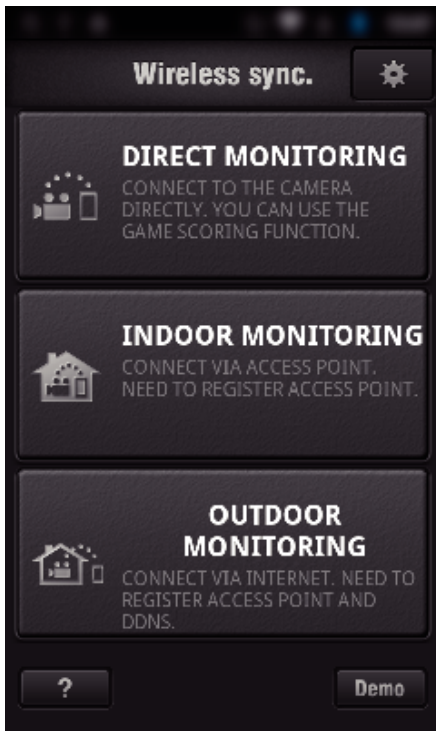 Wireless sync.
DIRECT MONITORING
CONNECT TO THE CAMERA
DIRECTLY. YOU CAN USE THE
GAME SCORING FUNCTION.
INDOOR MONITORING
CONNECT VIA ACCESS POINT.
NEED TO REGISTER ACCESS POINT.
OUTDOOR
MONITORING
CONNECT VIA INTERNET. NEED TO
REGISTER ACCESS POINT AND
DDNS.
?
Demo